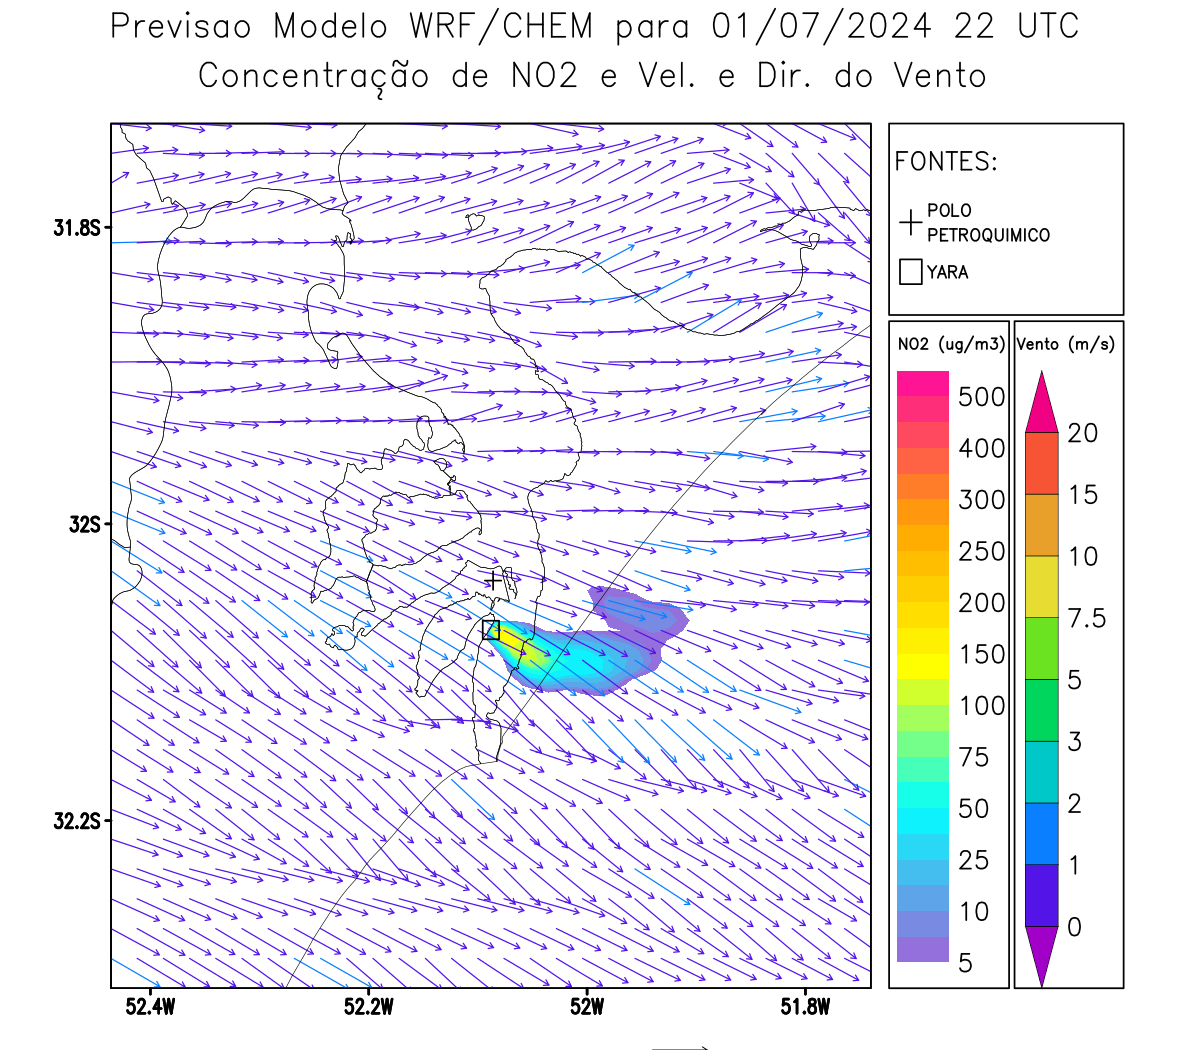 Previsao Modelo WRF/CHEM para 01/07/2024 22 UTC
Concentração de NO2 e Vel. e Dir. do Vento
FONTES:
POLO
PETROQUIMICO
YARA
NO2 (ug/m3)
500
400
300
250
200
150
100
75
50
25
10
5
Vento (m/s)
20
15
10
7.5
5
3
2
1
0
31.8S
32S
32.2S
52.4W
52.2W
52W
51.8W